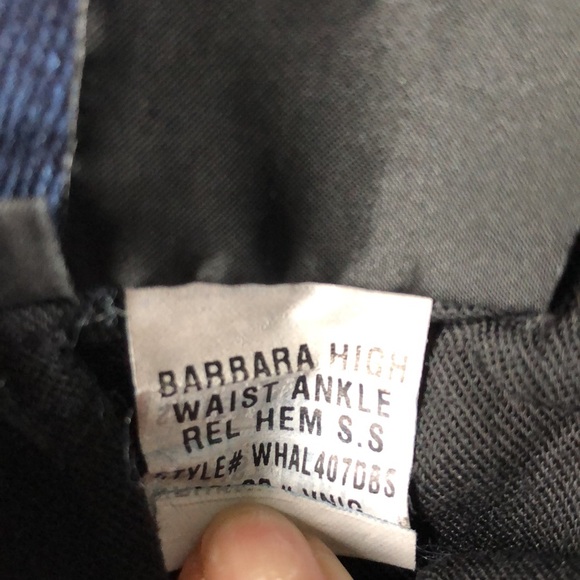 BARBARA HIGH
WAIST ANKLE
REL HEM S.S
STYLE# WHAL407DBS